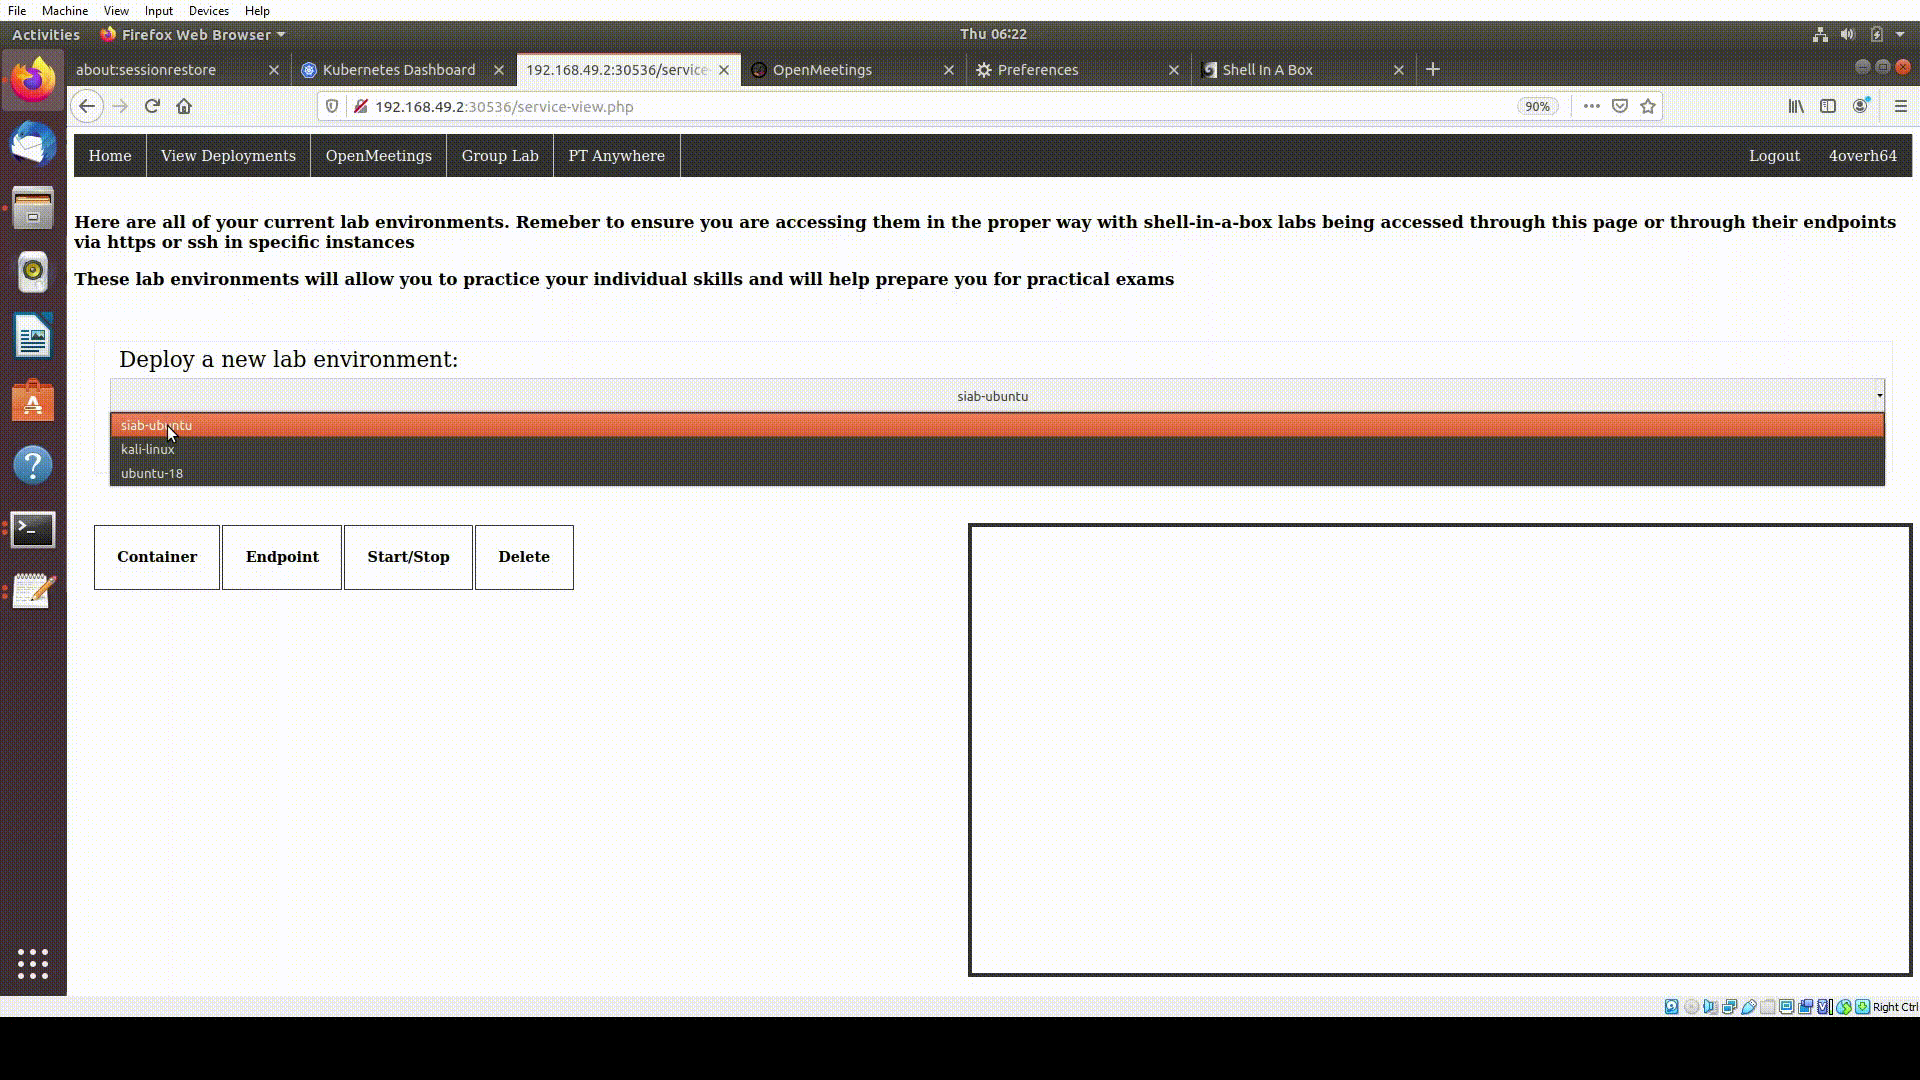 File Machine View Input Devices Help
Activities Firefox Web Browser Thu 06:22
about:sessionrestore Kubernetes Dashboard 192.168.49.2:30536/service- OpenMeetings Preferences Shell In A Box
192.168.49.2:30536/service-view.php 90%
Home View Deployments OpenMeetings Group Lab PT Anywhere Logout 4overh64
Here are all of your current lab environments. Remeber to ensure you are accessing them in the proper way with shell-in-a-box labs being accessed through this page or through their endpoints
via https or ssh in specific instances
These lab environments will allow you to practice your individual skills and will help prepare you for practical exams
Deploy a new lab environment:
siab-ubuntu
siab-ubuntu
kali-linux
ubuntu-18
Container Endpoint Start/Stop Delete
Right Ctrl